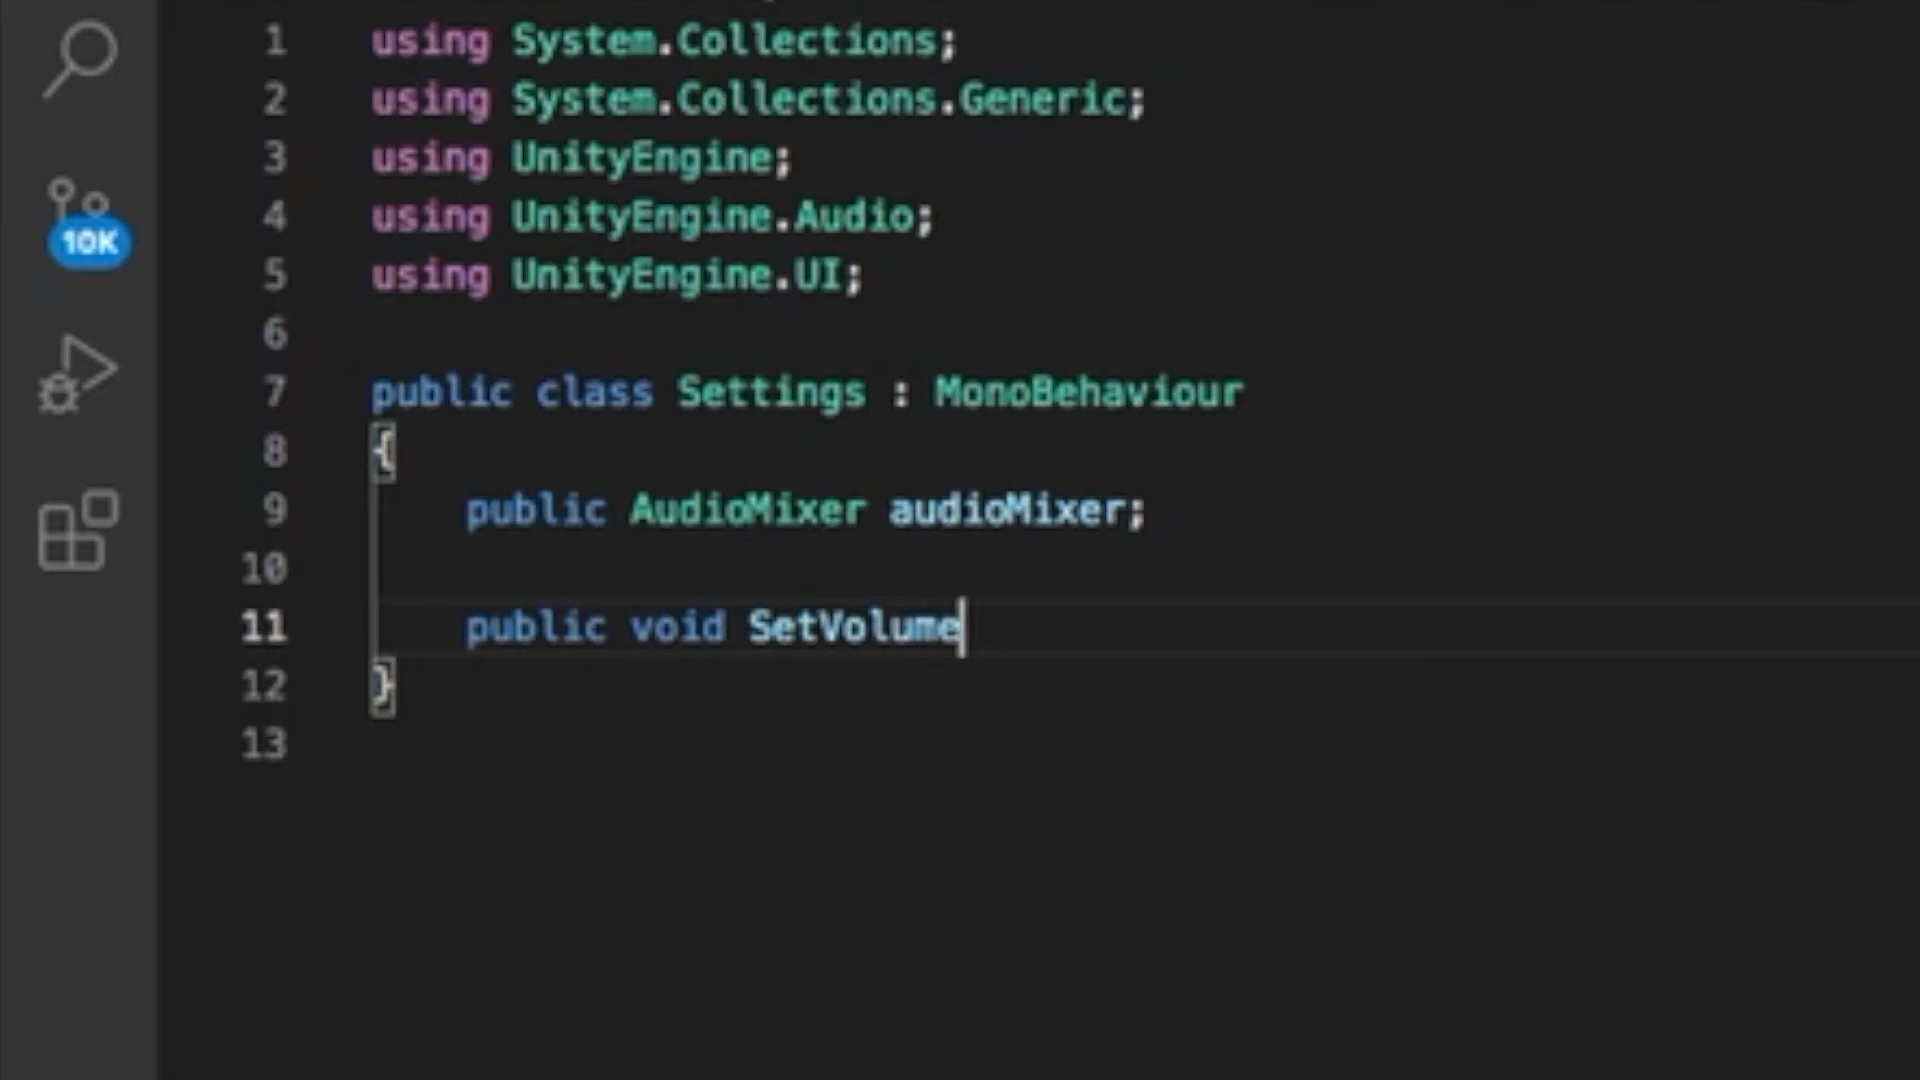 1 using System.Collections;
2 using System.Collections.Generic;
3 using UnityEngine;
4 using UnityEngine.Audio;
10K
5 using UnityEngine.UI;
6
7 public class Settings : MonoBehaviour
8 {
9 public AudioMixer audioMixer;
10
11 public void SetVolume
12 }
13